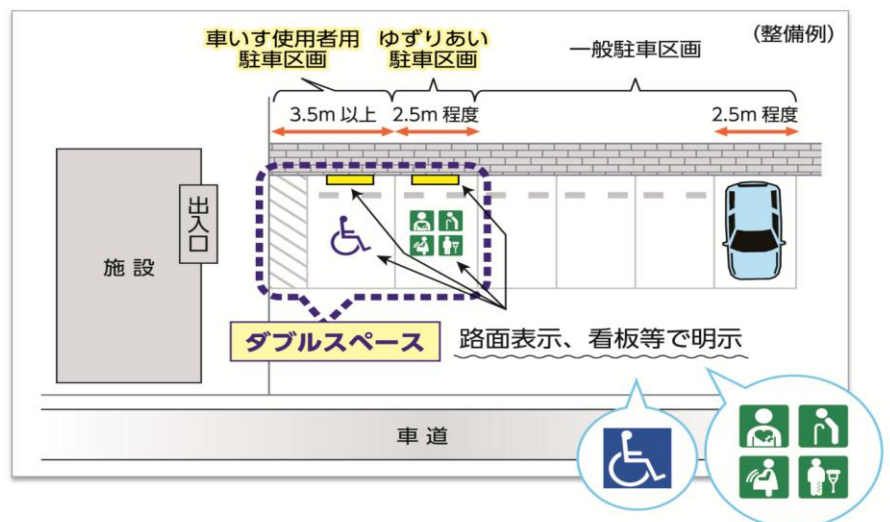 (整備例)
車いす使用者用
駐車区画
ゆずりあい
駐車区画
一般駐車区画
3.5m 以上
2.5m 程度
2.5m 程度
出入口
施設
ダブルスペース
路面表示、看板等で明示
車道